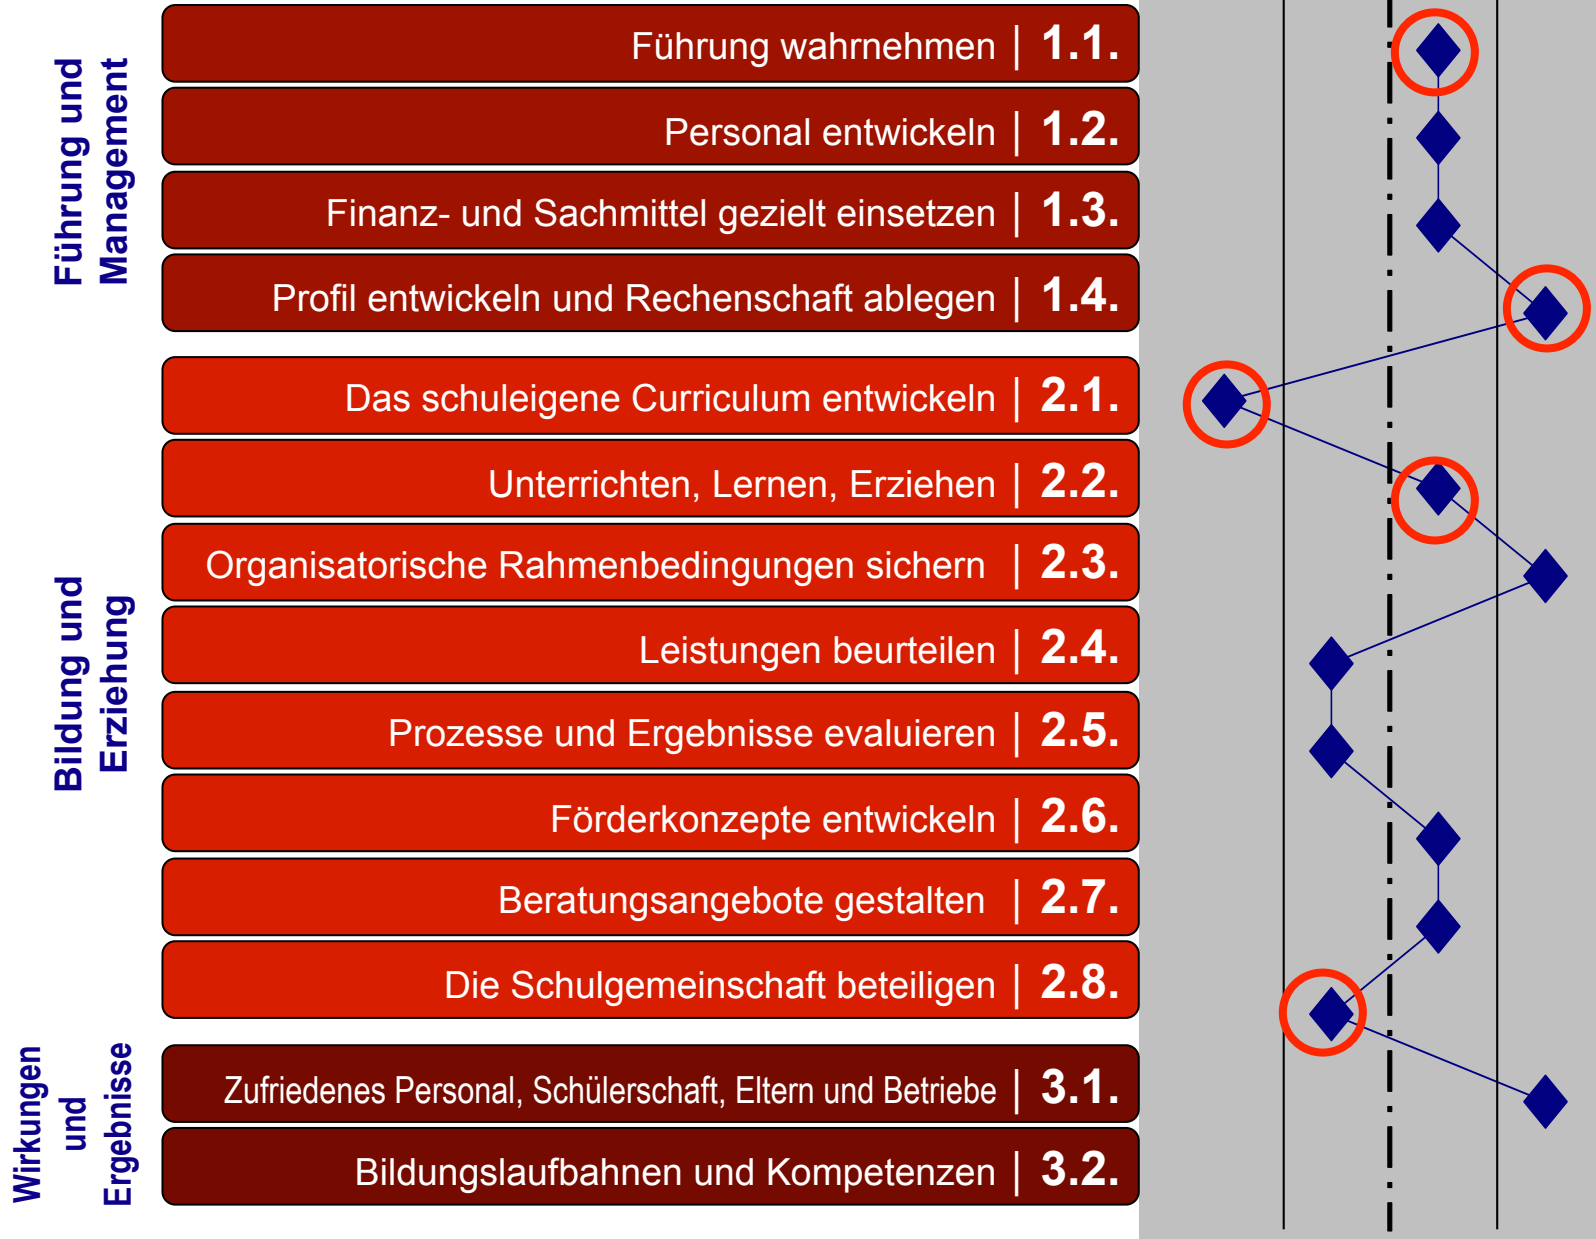 Führung und
Management
Führung wahrnehmen | 1.1.
Personal entwickeln | 1.2.
Finanz- und Sachmittel gezielt einsetzen | 1.3.
Profil entwickeln und Rechenschaft ablegen | 1.4.
Bildung und
Erziehung
Das schuleigene Curriculum entwickeln | 2.1.
Unterrichten, Lernen, Erziehen | 2.2.
Organisatorische Rahmenbedingungen sichern | 2.3.
Leistungen beurteilen | 2.4.
Prozesse und Ergebnisse evaluieren | 2.5.
Förderkonzepte entwickeln | 2.6.
Beratungsangebote gestalten | 2.7.
Die Schulgemeinschaft beteiligen | 2.8.
Wirkungen
und
Ergebnisse
Zufriedenes Personal, Schülerschaft, Eltern und Betriebe | 3.1.
Bildungslaufbahnen und Kompetenzen | 3.2.